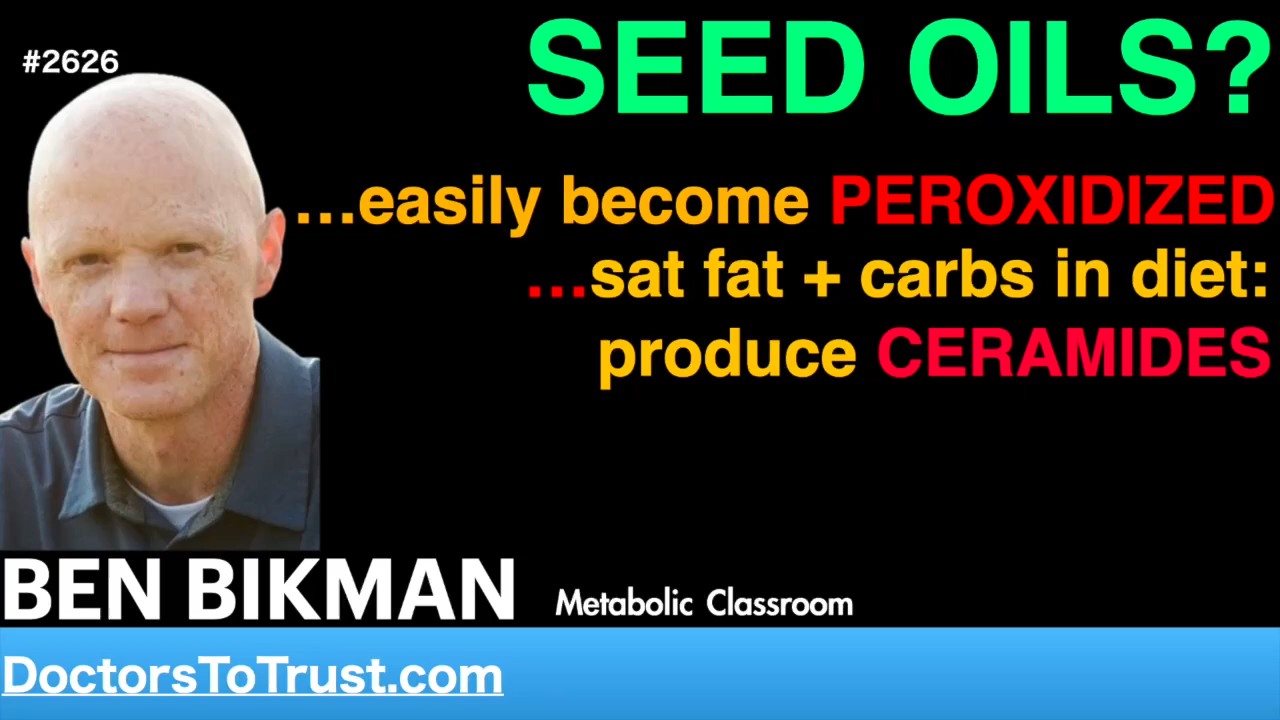 #2626
SEED OILS?
...easily become PEROXIDIZED
...sat fat + carbs in diet:
produce CERAMIDES
BEN BIKMAN Metabolic Classroom
DoctorsToTrust.com